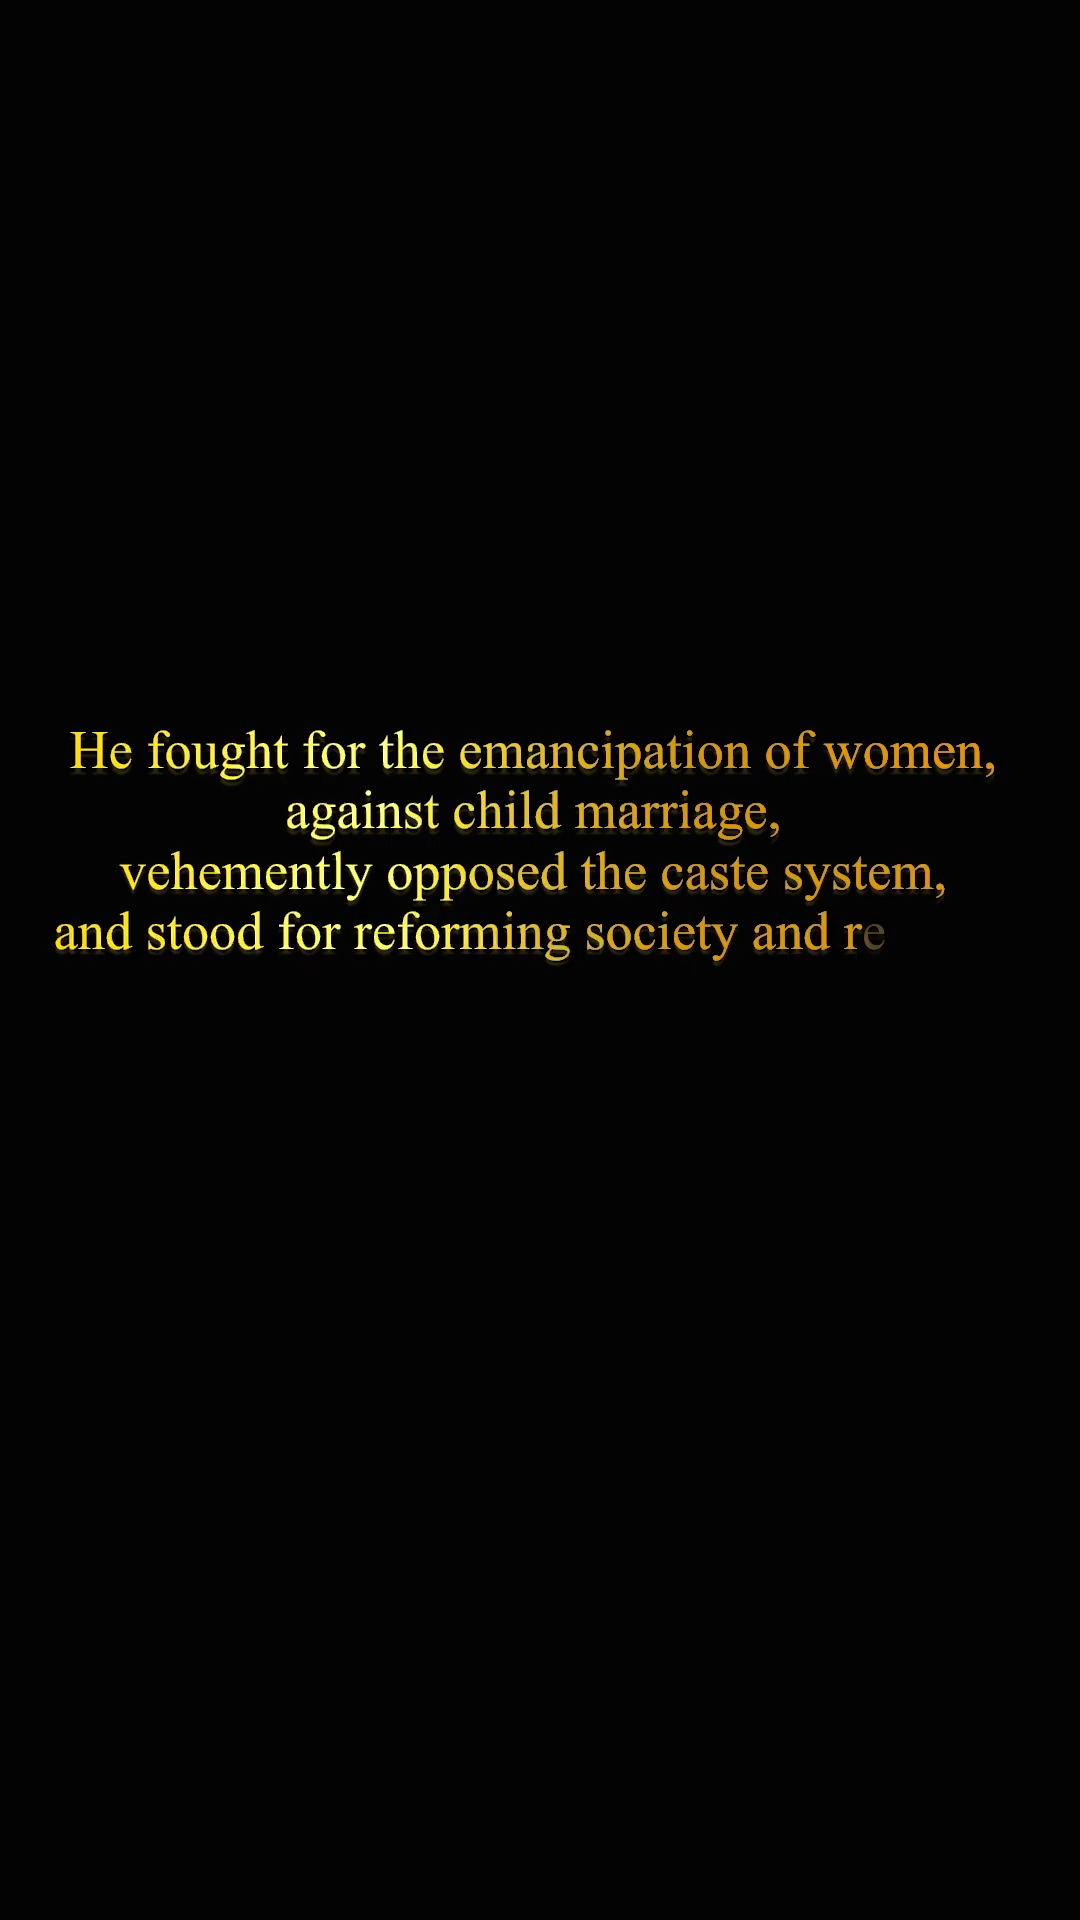 He fought for the emancipation of women,
against child marriage,
vehemently opposed the caste system,
and stood for reforming society and re